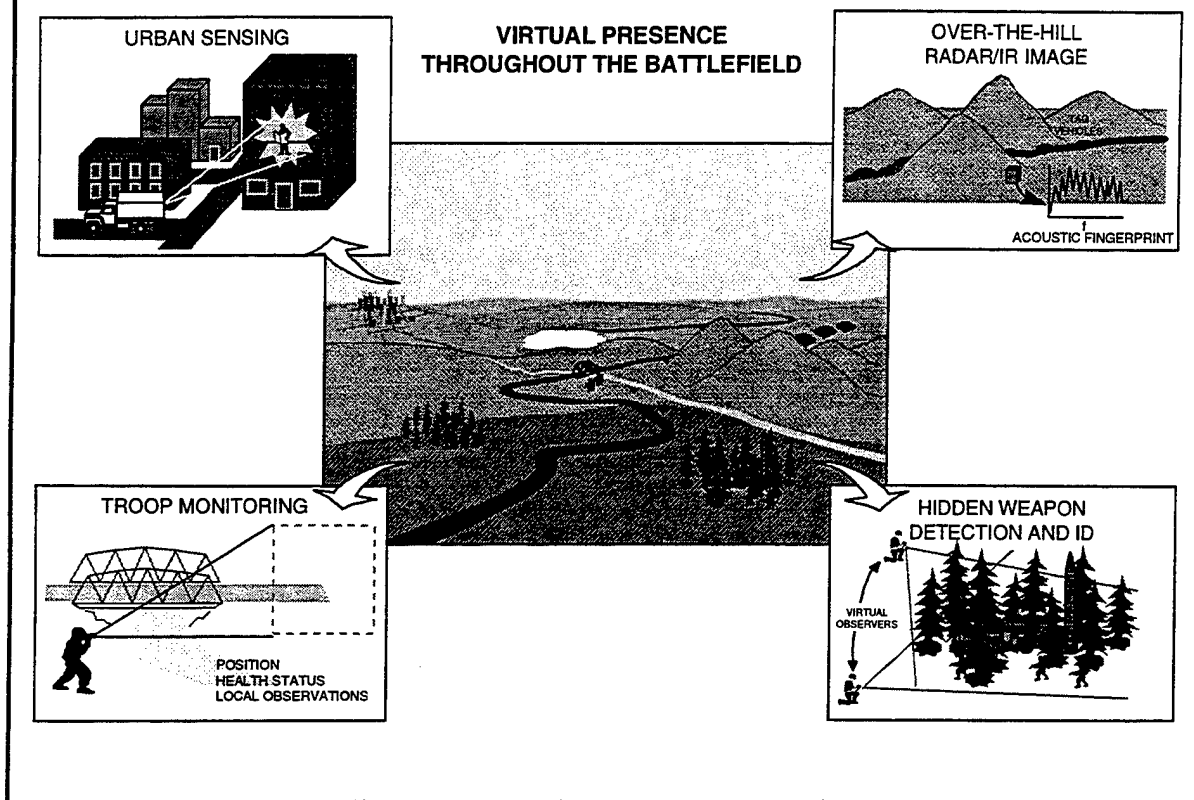 URBAN SENSING
VIRTUAL PRESENCE
THROUGHOUT THE BATTLEFIELD
OVER-THE-HILL
RADAR/IR IMAGE
TAG
VEHICLES
f
ACOUSTIC FINGERPRINT
TROOP MONITORING
POSITION
HEALTH STATUS
LOCAL OBSERVATIONS
HIDDEN WEAPON
DETECTION AND ID
VIRTUAL
OBSERVERS